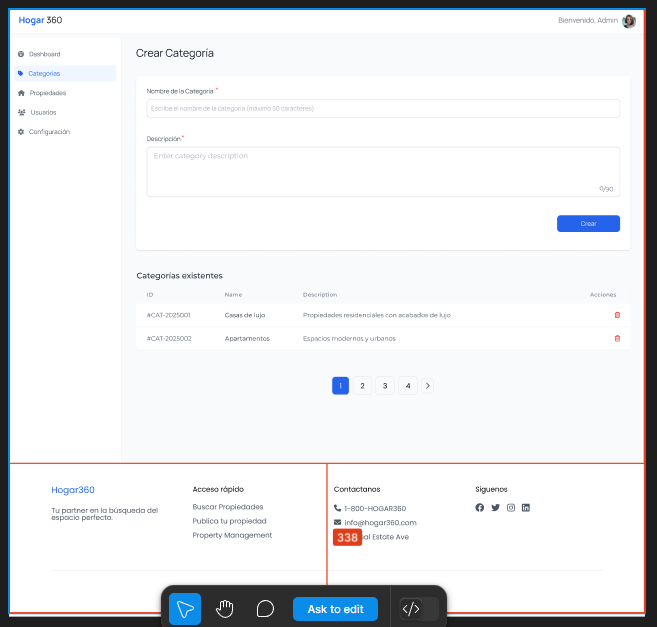 Hogar 360
Bienvenido, Admin
Dashboard
Categorías
Propiedades
Usuarios
Configuración
Crear Categoría
Nombre de la Categoría *
Escribe el nombre de la categoría (máximo 50 caracteres)
Descripción *
Enter category description
0/90
Crear
Categorías existentes
ID Name Description Acciones
#CAT-2025001 Casas de lujo Propiedades residenciales con acabados de lujo
#CAT-2025002 Apartamentos Espacios modernos y urbanos
1 2 3 4
Hogar360
Tu partner en la búsqueda del
espacio perfecto.
Acceso rápido
Buscar Propiedades
Publica tu propiedad
Property Management
Contactanos
1-800-HOGAR360
info@hogar360.com
338
Estate Ave
Siguenos
Ask to edit